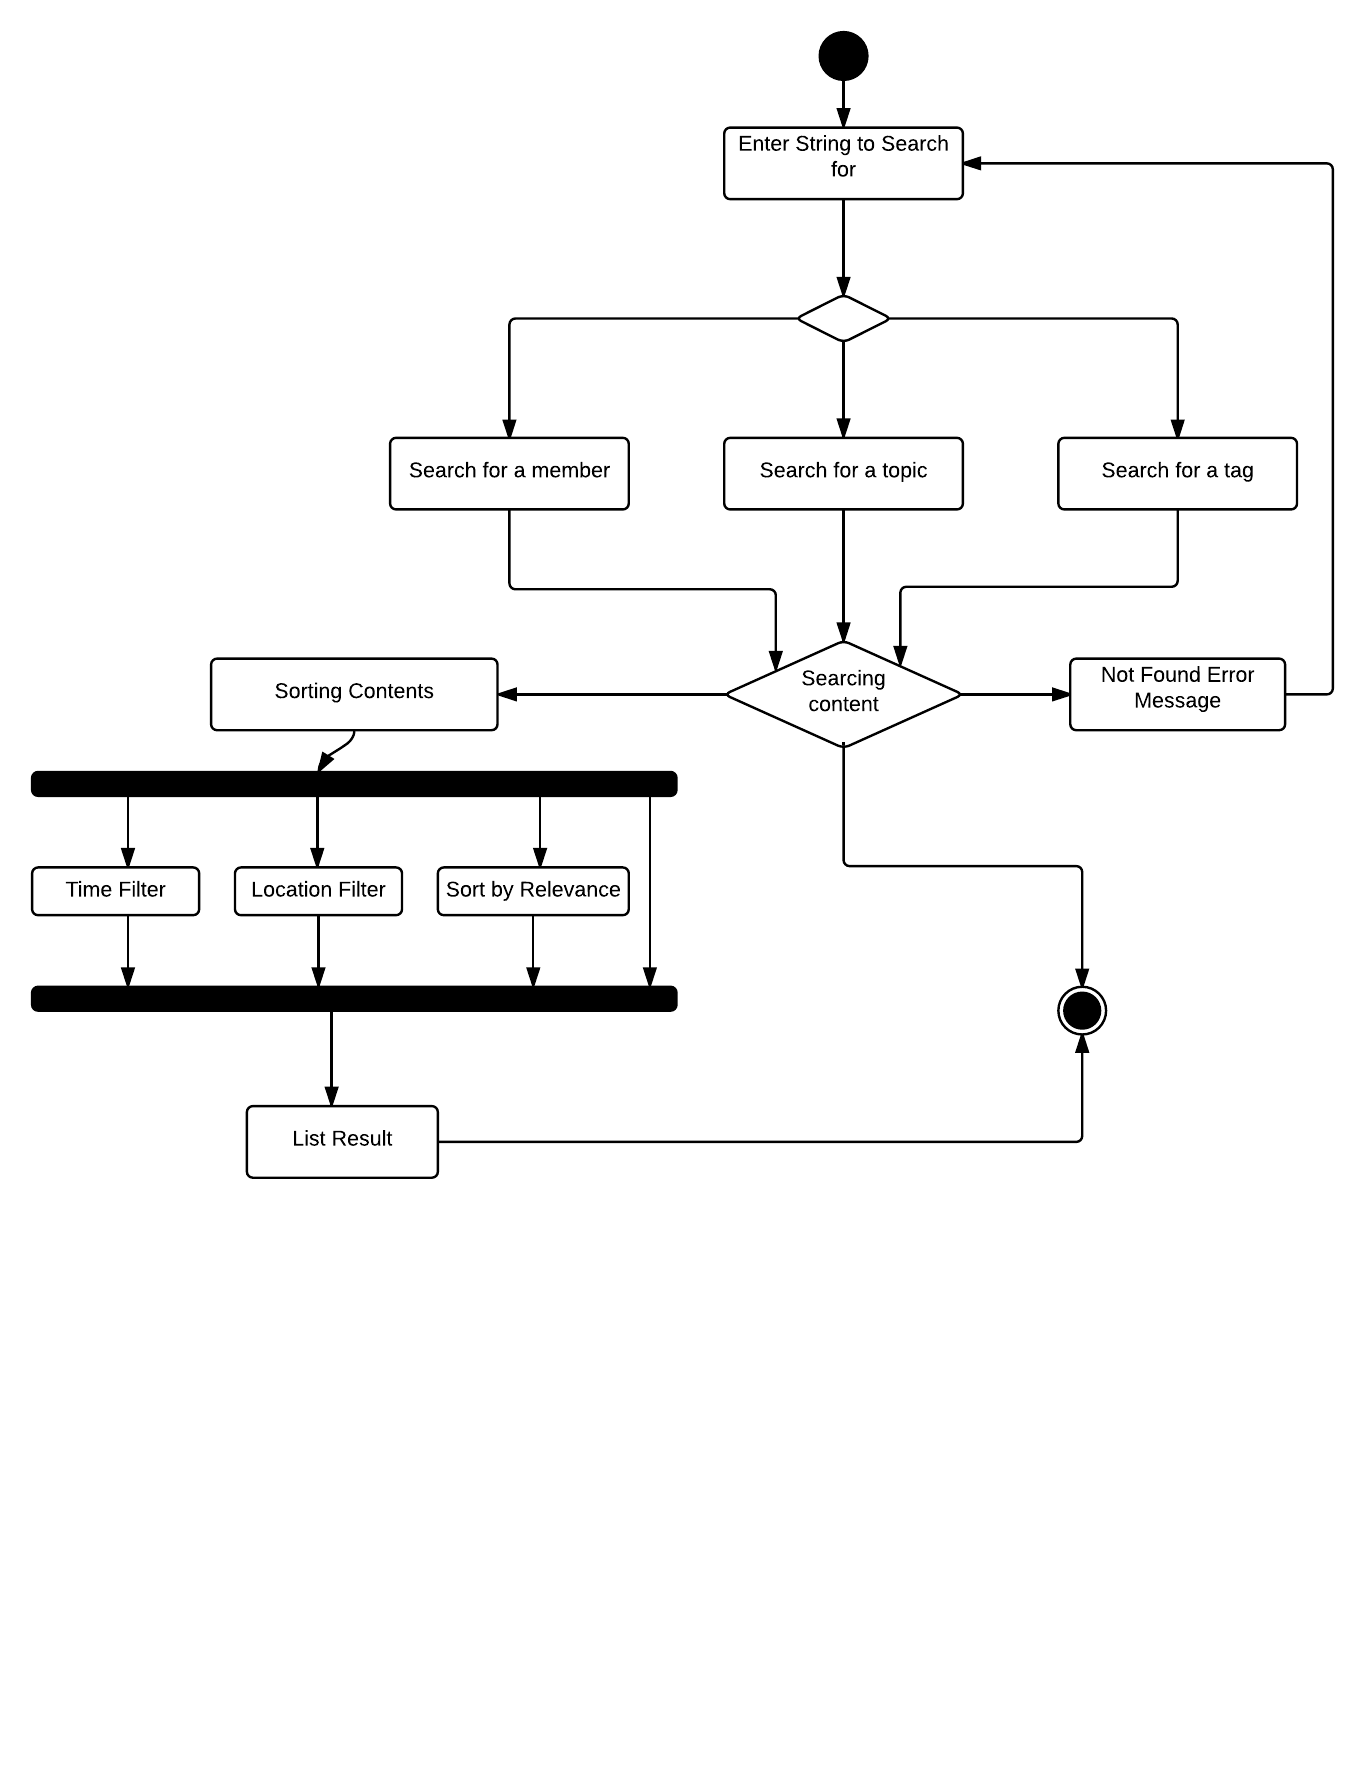 Enter String to Search
for
Search for a member
Search for a topic
Search for a tag
Sorting Contents
Searcing
content
Not Found Error
Message
Time Filter
Location Filter
Sort by Relevance
List Result